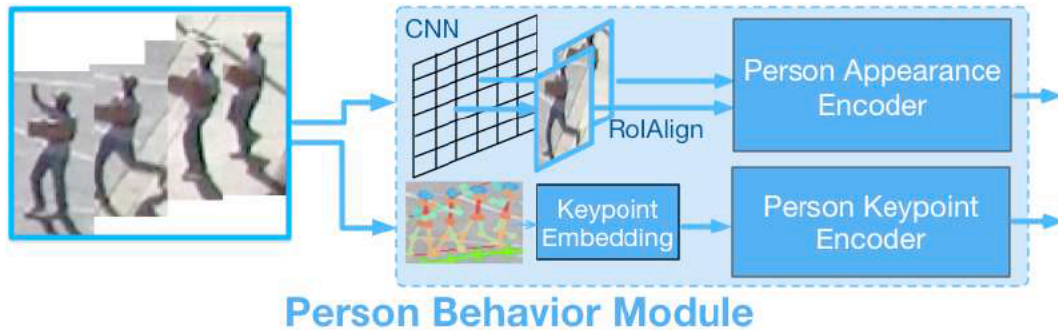 CNN
RoIAlign
Person Appearance
Encoder
Keypoint
Embedding
Person Keypoint
Encoder
Person Behavior Module